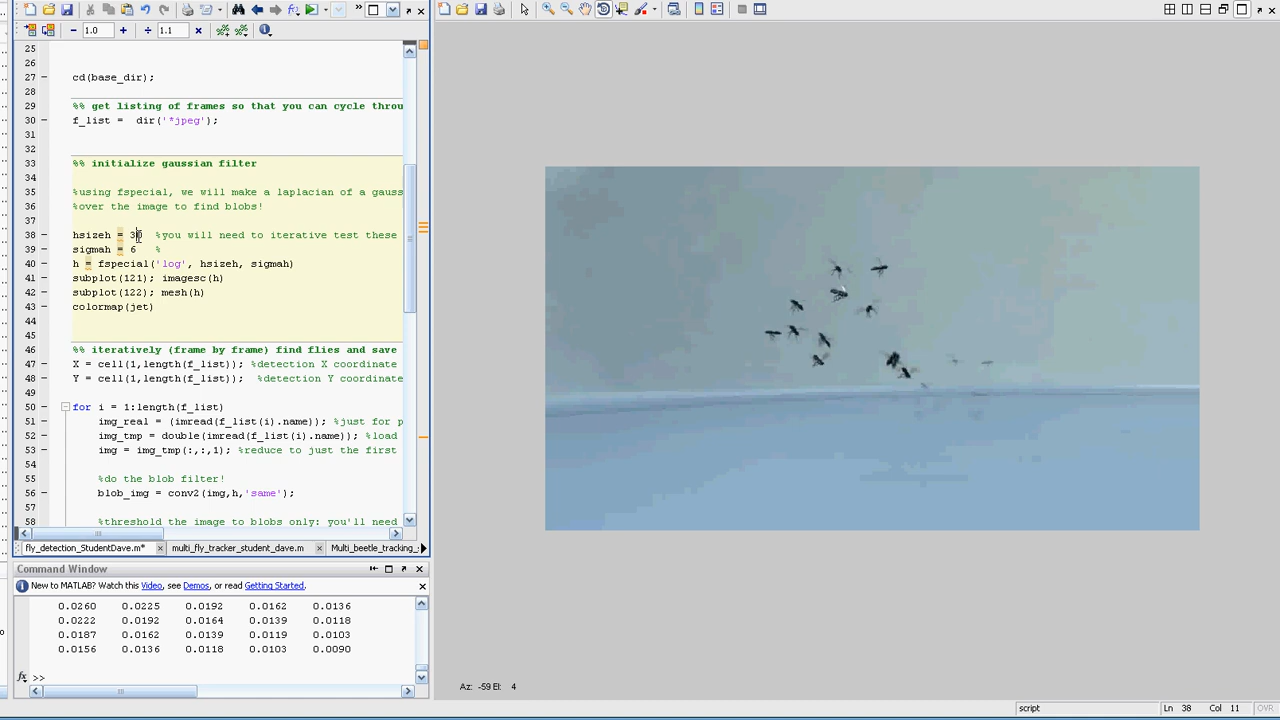 1.0
1.1
25
26
27 cd(base_dir);
28
29 %% get listing of frames so that you can cycle throu
30 f_list = dir('*jpeg');
31
32
33 %% initialize gaussian filter
34
35 %using fspecial, we will make a laplacian of a gauss
36 %over the image to find blobs!
37
38 hsizeh = 30 %you will need to iterative test these
39 sigmah = 6 %
40 h = fspecial('log', hsizeh, sigmah)
41 subplot(121); imagesc(h)
42 subplot(122); mesh(h)
43 colormap(jet)
44
45
46 %% iteratively (frame by frame) find flies and save
47 X = cell(1,length(f_list)); %detection X coordinate
48 Y = cell(1,length(f_list)); %detection Y coordinate
49
50 for i = 1:length(f_list)
51 img_real = (imread(f_list(i).name)); %just for p
52 img_tmp = double(imread(f_list(i).name)); %load
53 img = img_tmp(:,:,1); %reduce to just the first
54
55 %do the blob filter!
56 blob_img = conv2(img,h,'same');
57
58 %threshold the image to blobs only: you'll need
fly_detection_StudentDave.m* multi_fly_tracker_student_dave.m Multi_beetle_tracking_
Command Window
New to MATLAB? Watch this Video, see Demos, or read Getting Started.
0.0260 0.0225 0.0192 0.0162 0.0136
0.0222 0.0192 0.0164 0.0139 0.0118
0.0187 0.0162 0.0139 0.0119 0.0103
0.0156 0.0136 0.0118 0.0103 0.0090
fx >>
Az: -59 El: 4
script Ln 38 Col 11 OVR